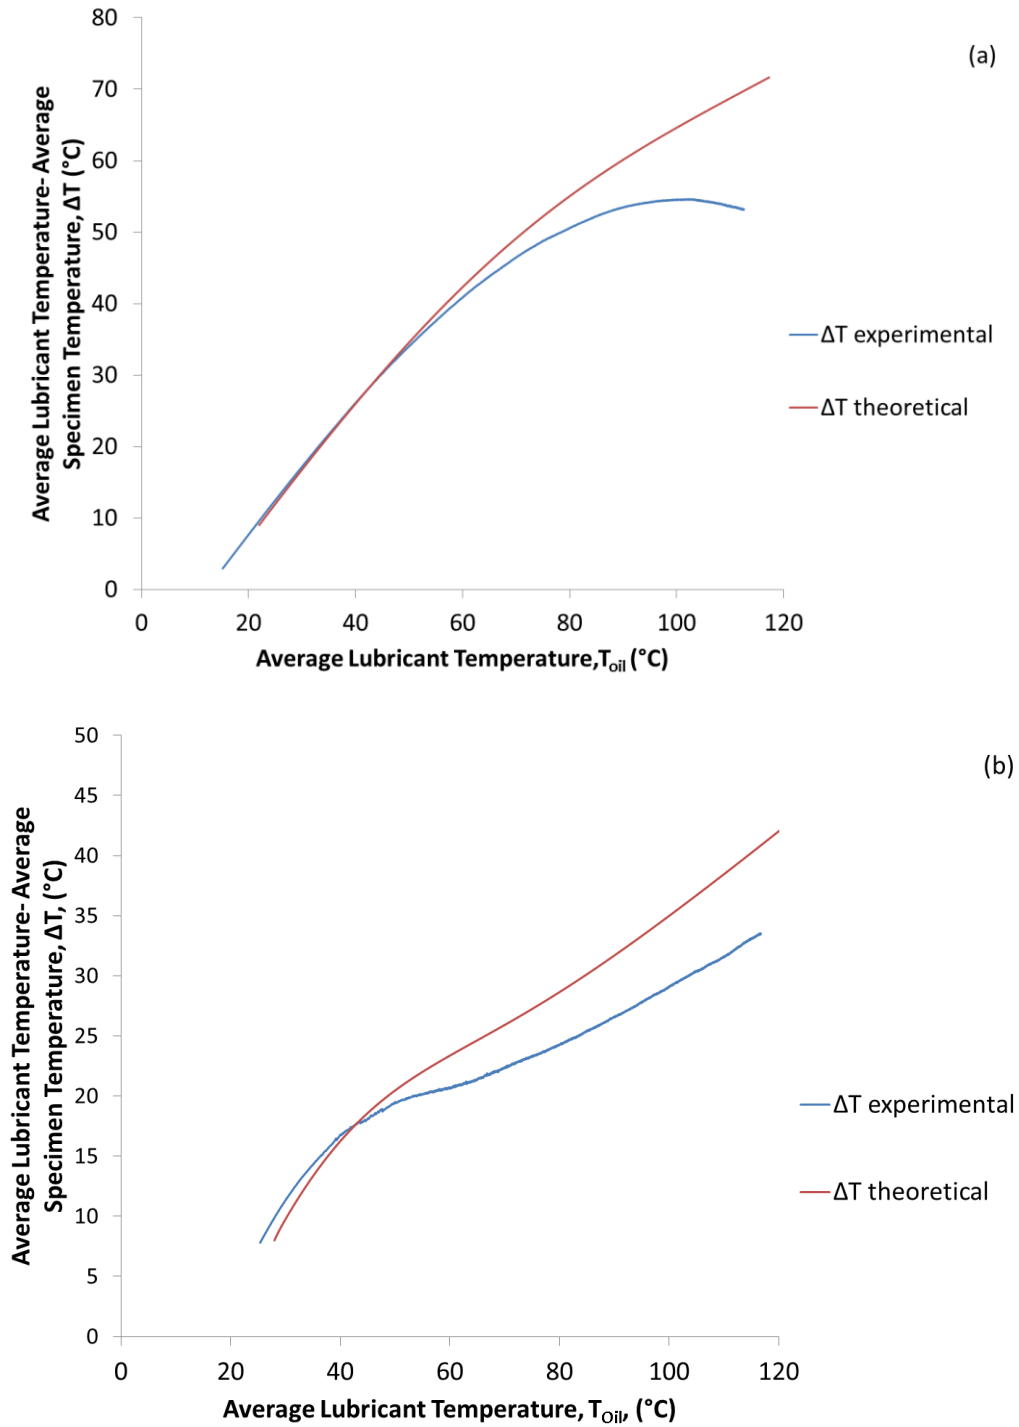 (a)
80
70
60
50
40
30
20
10
0
Average Lubricant Temperature- Average
Specimen Temperature, ΔT (°C)
0 20 40 60 80 100 120
Average Lubricant Temperature,Toil (°C)
ΔT experimental
ΔT theoretical
(b)
50
45
40
35
30
25
20
15
10
5
0
Average Lubricant Temperature- Average
Specimen Temperature, ΔT, (°C)
0 20 40 60 80 100 120
Average Lubricant Temperature, TOil, (°C)
ΔT experimental
ΔT theoretical